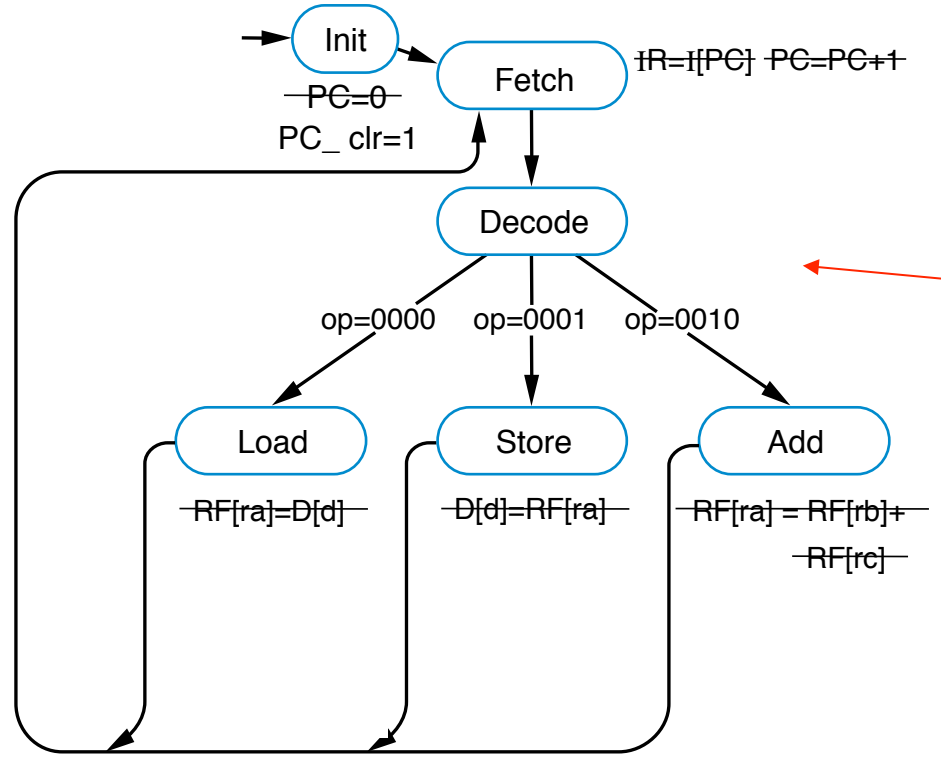 Init
Fetch
IR=I[PC] PC=PC+1
PC=0
PC_ clr=1
Decode
op=0000 op=0001 op=0010
Load
Store
Add
RF[ra]=D[d]
D[d]=RF[ra]
RF[ra] = RF[rb]+
RF[rc]